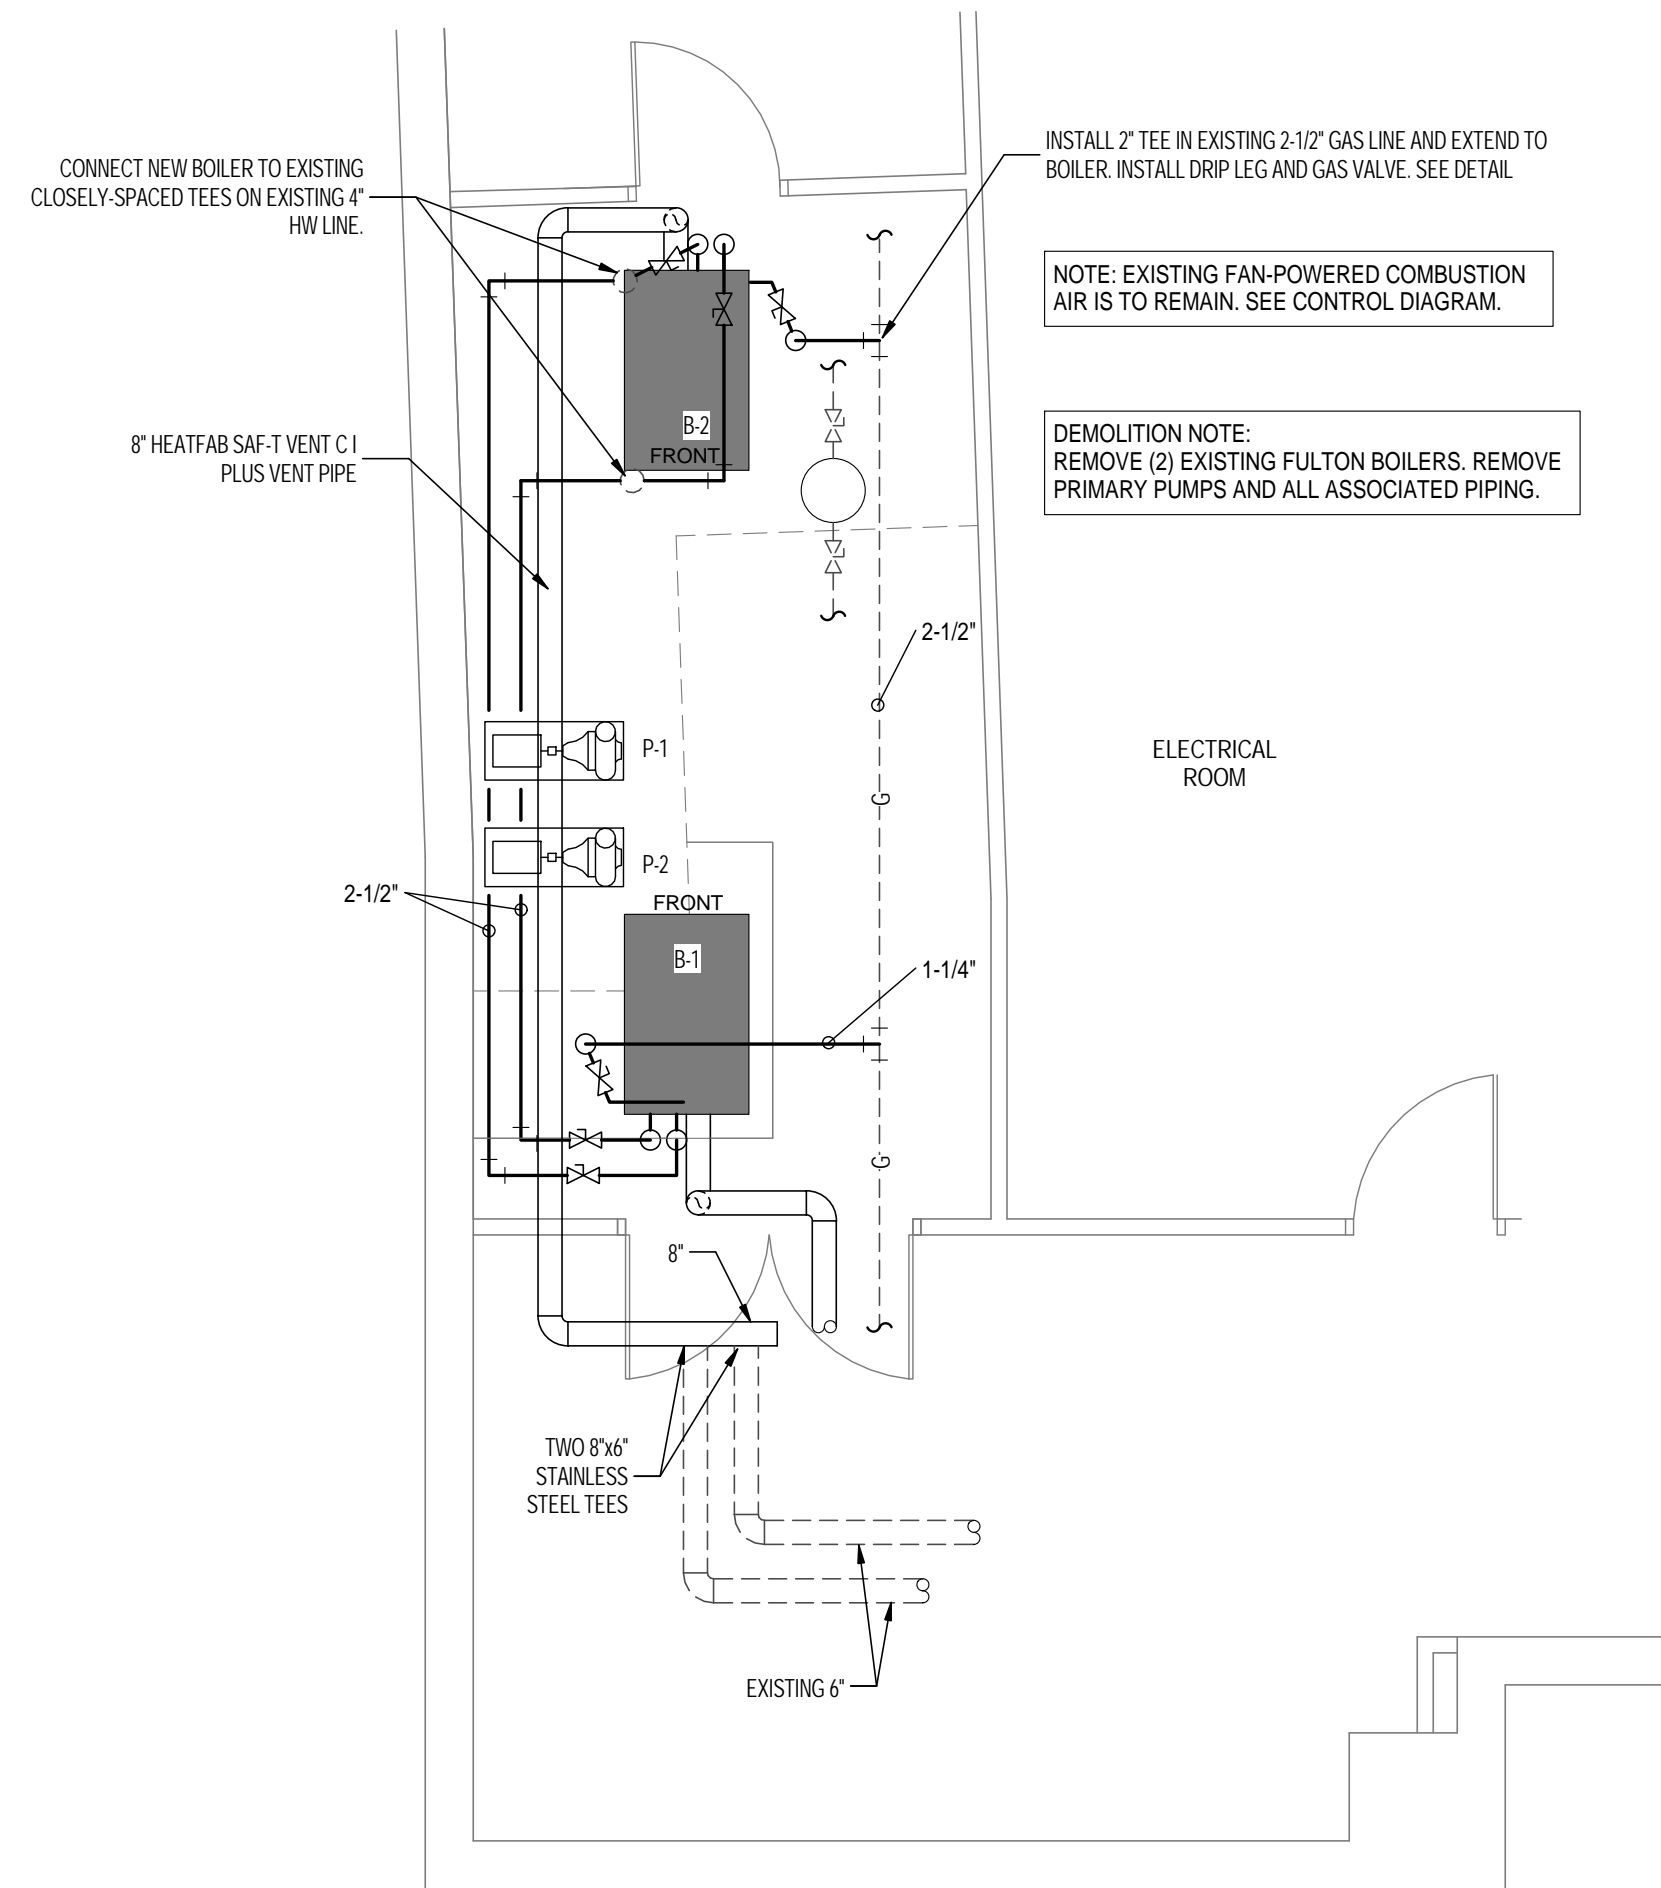 INSTALL 2" TEE IN EXISTING 2-1/2" GAS LINE AND EXTEND TO
BOILER. INSTALL DRIP LEG AND GAS VALVE. SEE DETAIL
CONNECT NEW BOILER TO EXISTING
CLOSELY-SPACED TEES ON EXISTING 4"
HW LINE.
NOTE: EXISTING FAN-POWERED COMBUSTION
AIR IS TO REMAIN. SEE CONTROL DIAGRAM.
B-2
FRONT
8" HEATFAB SAF-T VENT C I
PLUS VENT PIPE
DEMOLITION NOTE:
REMOVE (2) EXISTING FULTON BOILERS. REMOVE
PRIMARY PUMPS AND ALL ASSOCIATED PIPING.
2-1/2"
P-1
ELECTRICAL
ROOM
G
P-2
2-1/2"
FRONT
B-1
1-1/4"
G
8"
TWO 8"x6"
STAINLESS
STEEL TEES
EXISTING 6"